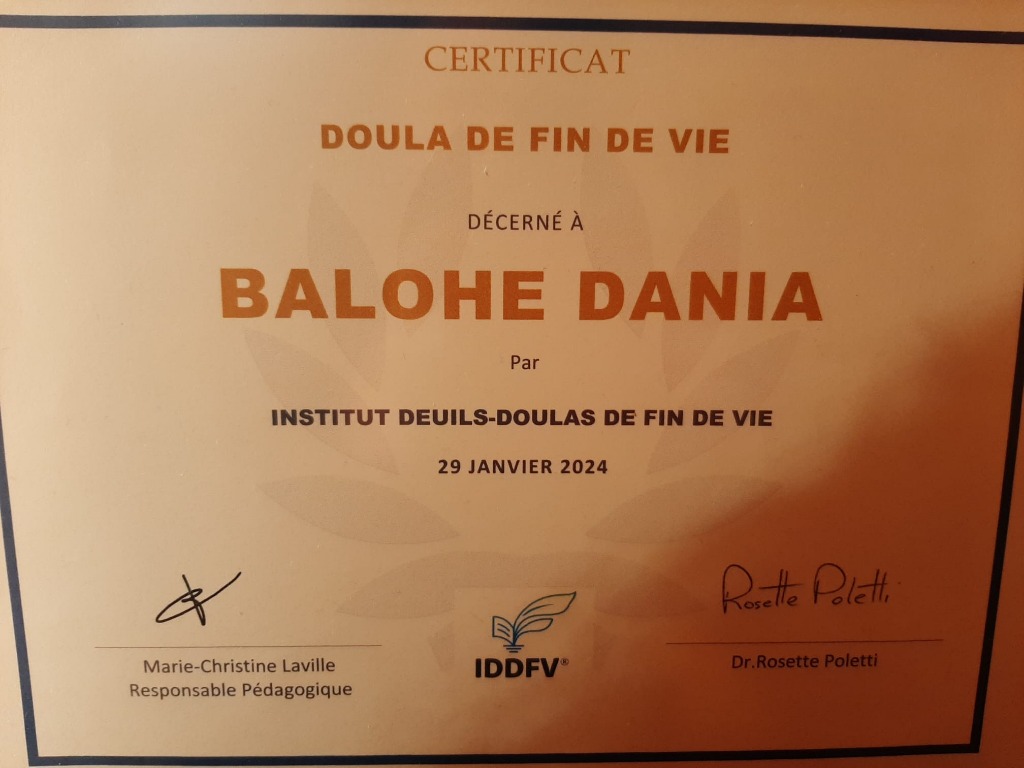 CERTIFICAT
DOULA DE FIN DE VIE
DÉCERNÉ À
BALOHE DANIA
Par
INSTITUT DEUILS-DOULAS DE FIN DE VIE
29 JANVIER 2024
Rosette Poletti
IDDFV®
Marie-Christine Laville
Responsable Pédagogique
Dr.Rosette Poletti